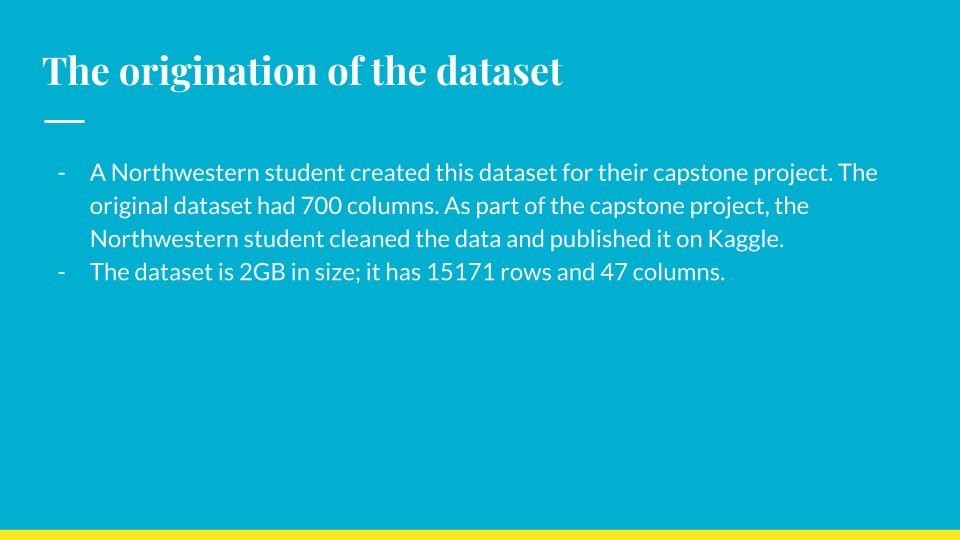 The origination of the dataset
- A Northwestern student created this dataset for their capstone project. The
original dataset had 700 columns. As part of the capstone project, the
Northwestern student cleaned the data and published it on Kaggle.
- The dataset is 2GB in size; it has 15171 rows and 47 columns.